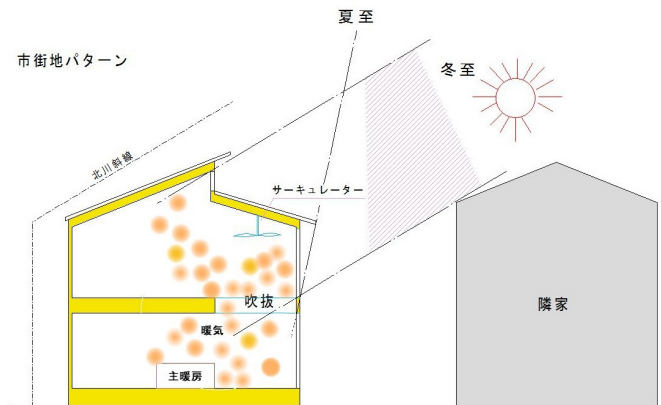 夏至
市街地パターン
冬至
北川斜線
サーキュレーター
吹抜
隣家
暖気
主暖房